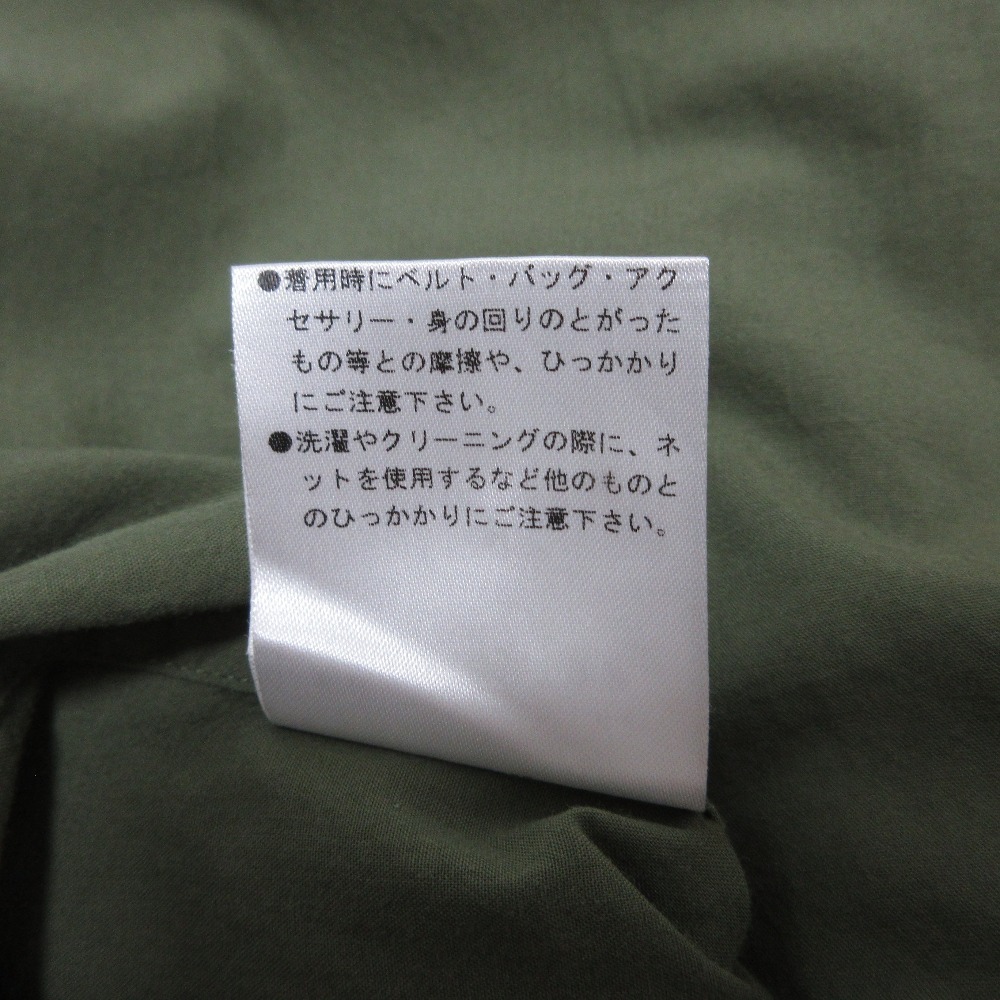 ●着用時にベルト・バッグ・アク
セサリー・身の回りのとがった
もの等との摩擦や、ひっかかり
にご注意下さい。
●洗濯やクリーニングの際に、ネ
ットを使用するなど他のものと
のひっかかりにご注意下さい。